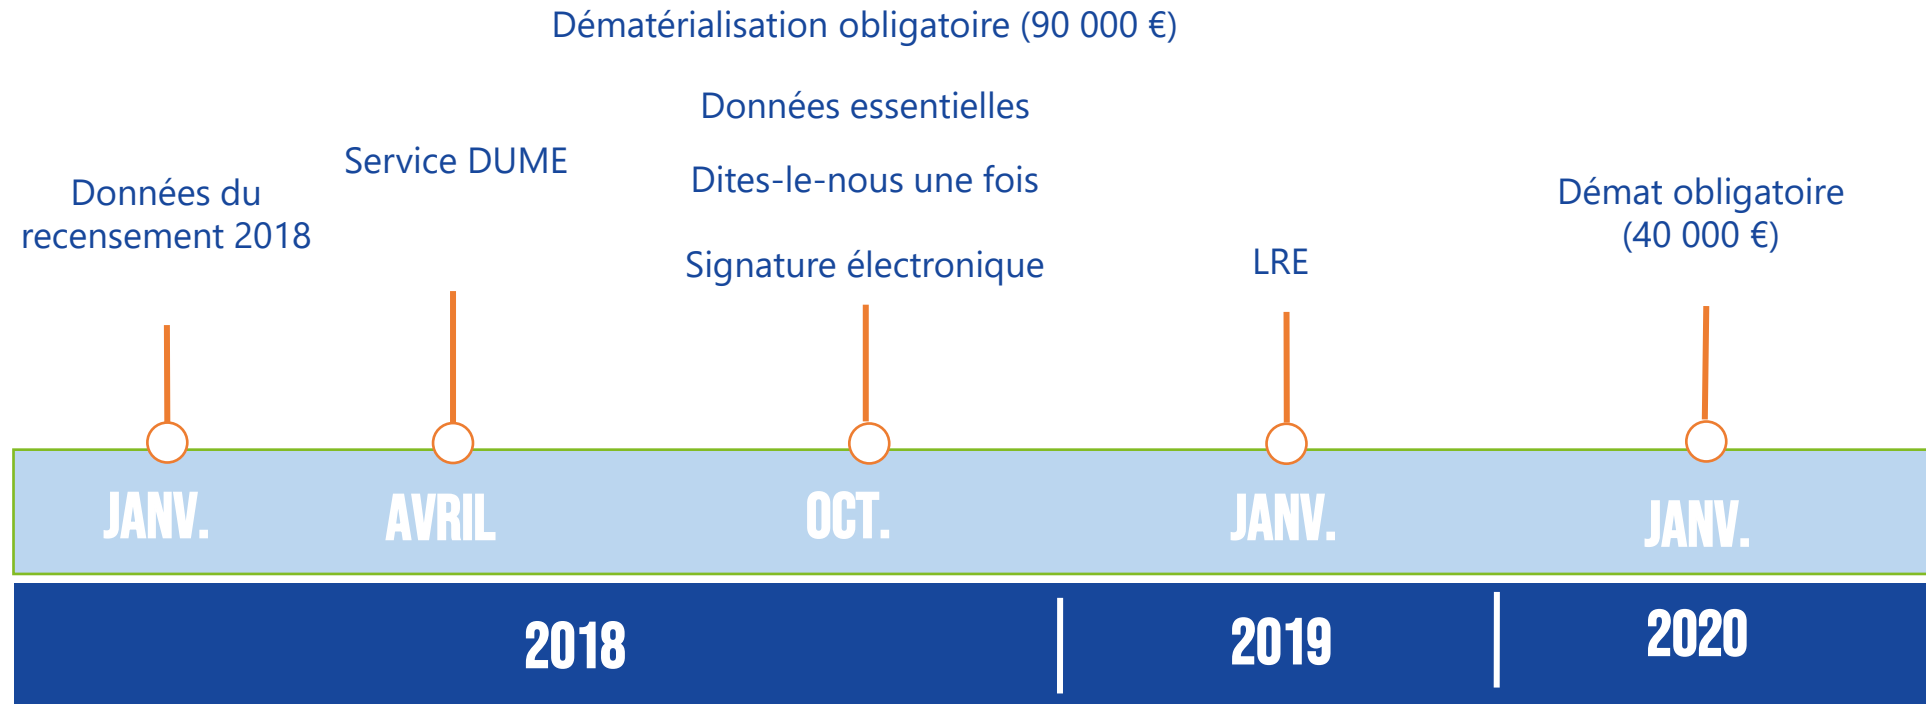 Dématérialisation obligatoire (90 000 €)
Données essentielles
Service DUME
Dites-le-nous une fois
Données du
recensement 2018
Signature électronique
LRE
Démat obligatoire
(40 000 €)
JANV.
AVRIL
OCT.
JANV.
JANV.
2018
2019
2020